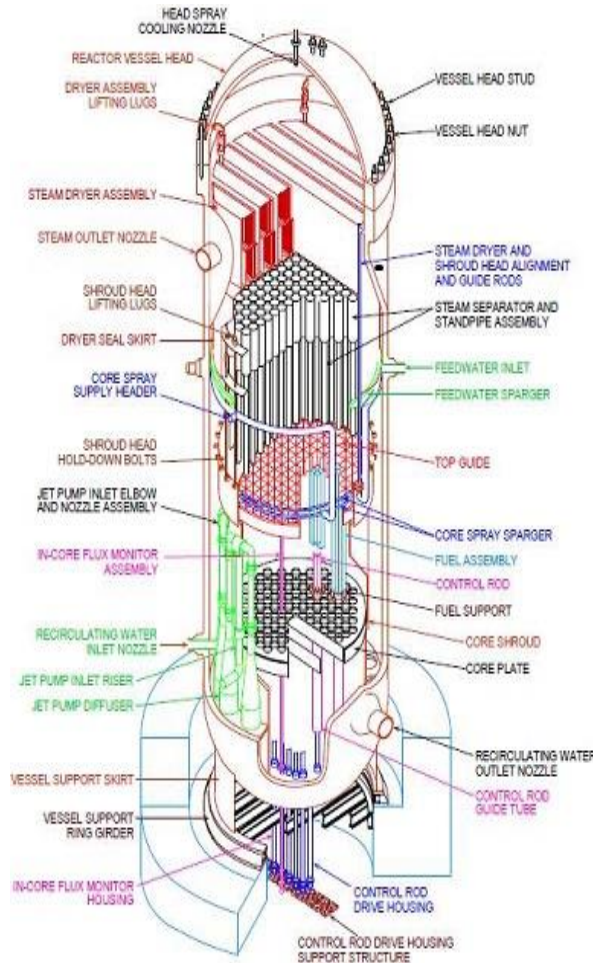 HEAD SPRAY
COOLING NOZZLE
REACTOR VESSEL HEAD
DRYER ASSEMBLY
LIFTING LUGS
VESSEL HEAD STUD
VESSEL HEAD NUT
STEAM DRYER ASSEMBLY
STEAM OUTLET NOZZLE
STEAM DRYER AND
SHROUD HEAD ALIGNMENT
AND GUIDE RODS
SHROUD HEAD
LIFTING LUGS
STEAM SEPARATOR AND
STANDPIPE ASSEMBLY
DRYER SEAL SKIRT
FEEDWATER INLET
CORE SPRAY
SUPPLY HEADER
FEEDWATER SPARGER
SHROUD HEAD
HOLD-DOWN BOLTS
TOP GUIDE
JET PUMP INLET ELBOW
AND NOZZLE ASSEMBLY
CORE SPRAY SPARGER
IN-CORE FLUX MONITOR
ASSEMBLY
FUEL ASSEMBLY
CONTROL ROD
FUEL SUPPORT
RECIRCULATING WATER
INLET NOZZLE
CORE SHROUD
CORE PLATE
JET PUMP INLET RISER
JET PUMP DIFFUSER
RECIRCULATING WATER
OUTLET NOZZLE
VESSEL SUPPORT SKIRT
CONTROL ROD
GUIDE TUBE
VESSEL SUPPORT
RING GIRDER
IN-CORE FLUX MONITOR
HOUSING
CONTROL ROD
DRIVE HOUSING
CONTROL ROD DRIVE HOUSING
SUPPORT STRUCTURE